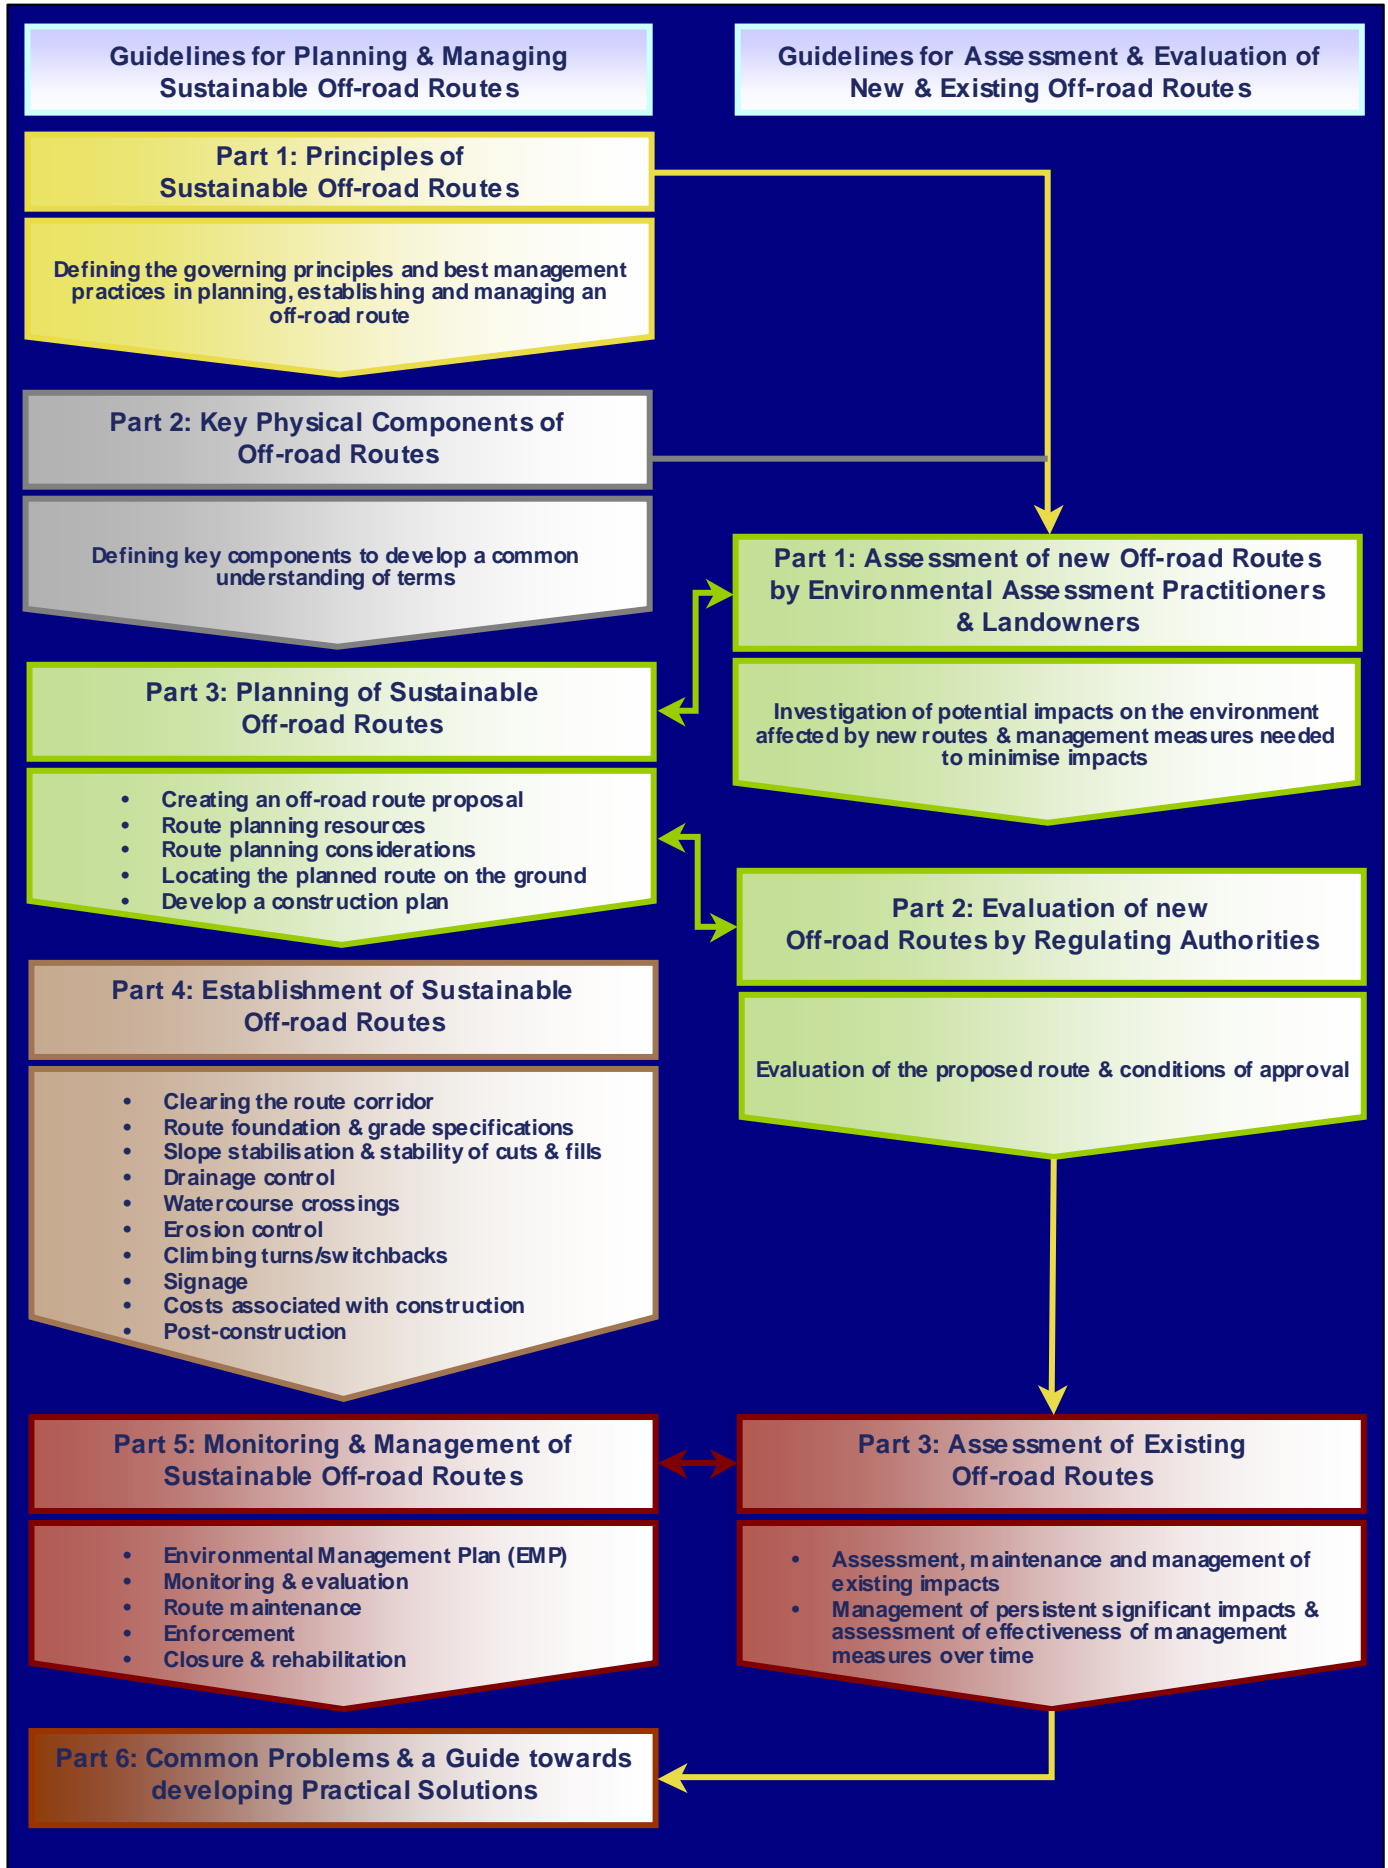 Guidelines for Planning & Managing
Sustainable Off-road Routes
Part 1: Principles of
Sustainable Off-road Routes
Defining the governing principles and best management
practices in planning, establishing and managing an
off-road route
Part 2: Key Physical Components of
Off-road Routes
Defining key components to develop a common
understanding of terms
Part 3: Planning of Sustainable
Off-road Routes
• Creating an off-road route proposal
• Route planning resources
• Route planning considerations
• Locating the planned route on the ground
• Develop a construction plan
Part 4: Establishment of Sustainable
Off-road Routes
• Clearing the route corridor
• Route foundation & grade specifications
• Slope stabilisation & stability of cuts & fills
• Drainage control
• Watercourse crossings
• Erosion control
• Climbing turns/switchbacks
• Signage
• Costs associated with construction
• Post-construction
Part 5: Monitoring & Management of
Sustainable Off-road Routes
• Environmental Management Plan (EMP)
• Monitoring & evaluation
• Route maintenance
• Enforcement
• Closure & rehabilitation
Part 6: Common Problems & a Guide towards
developing Practical Solutions
Guidelines for Assessment & Evaluation of
New & Existing Off-road Routes
Part 1: Assessment of new Off-road Routes
by Environmental Assessment Practitioners
& Landowners
Investigation of potential impacts on the environment
affected by new routes & management measures needed
to minimise impacts
Part 2: Evaluation of new
Off-road Routes by Regulating Authorities
Evaluation of the proposed route & conditions of approval
Part 3: Assessment of Existing
Off-road Routes
• Assessment, maintenance and management of
existing impacts
• Management of persistent significant impacts &
assessment of effectiveness of management
measures over time